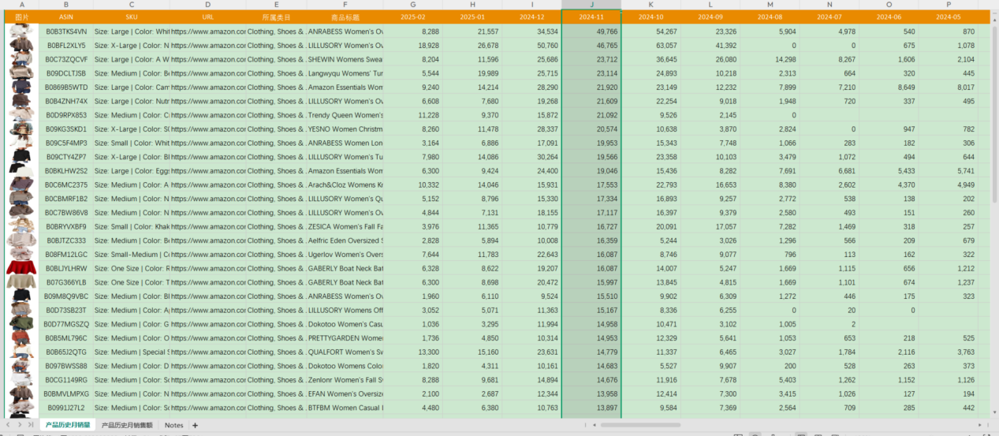 A B C D E F G H I J K L M N O P
图片 ASIN SKU URL 所属类目 商品标题 2025-02 2025-01 2024-12 2024-11 2024-10 2024-09 2024-08 2024-07 2024-06 2024-05
B0B3TKS4VN Size: Large | Color: Whit https://www.amazon.con Clothing, Shoes & . ANRABESS Women's Ov 8,288 21,557 34,534 49,766 54,267 23,326 5,904 4,978 540 870
B0BFL2XLY5 Size: X-Large | Color: N https://www.amazon.con Clothing, Shoes & . LILLUSORY Women's Ov 18,928 26,678 50,760 46,765 63,057 41,392 0 0 675 1,078
B0C73ZQCVF Size: Large | Color: A W https://www.amazon.con Clothing, Shoes & . SHEWIN Womens Swea 8,204 11,596 25,686 23,712 36,645 26,080 14,298 8,267 1,606 2,104
B09DCLTJSB Size: Medium | Color: B https://www.amazon.con Clothing, Shoes & . Langwyqu Womens' Tur 5,544 19,989 25,715 23,114 24,893 10,218 2,313 664 320 445
B0869B5WTD Size: Large | Color: Cam https://www.amazon.con Clothing, Shoes & . Amazon Essentials Wom 9,240 14,214 28,290 21,920 23,149 12,232 7,899 7,210 8,649 8,017
B0B4ZNH74X Size: Large | Color: Nutr https://www.amazon.con Clothing, Shoes & . LILLUSORY Women's Ov 6,608 7,680 19,268 21,609 22,254 9,018 1,948 720 337 495
B0D9RPX853 Size: Medium | Color: C https://www.amazon.con Clothing, Shoes & . Trendy Queen Women's 11,228 9,370 15,872 21,092 9,526 2,145 0
B09KG3SKD1 Size: X-Large | Color: S https://www.amazon.con Clothing, Shoes & . YESNO Women Christm 8,260 11,478 28,337 20,574 10,638 3,870 2,824 0 947 782
B09C5F4MP3 Size: Small | Color: Whit https://www.amazon.con Clothing, Shoes & . ANRABESS Women Lon 3,164 6,886 17,091 19,953 15,343 7,748 1,066 283 182 306
B09CTY4ZP7 Size: X-Large | Color: Bl https://www.amazon.con Clothing, Shoes & . LILLUSORY Women's Tu 7,980 14,086 30,264 19,566 23,358 10,103 3,479 1,072 494 644
B0BKLHW2S2 Size: Large | Color: Eggs https://www.amazon.con Clothing, Shoes & . Amazon Essentials Wom 6,300 9,424 24,400 19,046 15,436 8,282 7,691 6,681 5,433 5,741
B0C6MC2375 Size: Medium | Color: A https://www.amazon.con Clothing, Shoes & . Arach&Cloz Womens Kr 10,332 14,046 15,931 17,553 22,793 16,653 8,380 2,602 4,370 4,949
B0CBMRF1B2 Size: Medium | Color: N https://www.amazon.con Clothing, Shoes & . LILLUSORY Women's Qu 5,152 8,796 15,330 17,334 16,893 9,257 2,772 538 138 202
B0C7BW86V8 Size: Medium | Color: N https://www.amazon.con Clothing, Shoes & . LILLUSORY Women's Ov 4,844 7,131 18,155 17,117 16,397 9,379 2,580 493 151 260
B0BRYVXBF9 Size: Small | Color: Khak https://www.amazon.con Clothing, Shoes & . ZESICA Women's Fall Fa 3,976 11,365 10,779 16,727 20,091 17,057 7,282 1,469 318 257
B0BJTZC333 Size: Medium | Color: B https://www.amazon.con Clothing, Shoes & . Aelfric Eden Oversized S 2,828 5,894 10,008 16,359 5,244 3,026 1,296 566 209 679
B08FM12LGC Size: Small-Medium | Co https://www.amazon.con Clothing, Shoes & . Ugerlov Women's Overs 7,644 11,783 22,643 16,087 8,746 9,077 796 113 162 322
B0BLJYLHRW Size: One Size | Color: R https://www.amazon.con Clothing, Shoes & . GABERLY Boat Neck Bat 6,328 8,622 19,207 16,087 14,007 5,247 1,669 1,115 656 1,212
B07G366YLB Size: One Size | Color: T https://www.amazon.con Clothing, Shoes & . GABERLY Boat Neck Bat 6,300 8,698 20,472 15,997 13,845 4,815 1,669 1,101 674 1,237
B09M8Q9VBC Size: Medium | Color: Bl https://www.amazon.con Clothing, Shoes & . LILLUSORY Women's Ov 1,960 6,110 9,524 15,510 9,902 6,309 1,272 446 175 323
B0D73SB23T Size: Medium | Color: A https://www.amazon.con Clothing, Shoes & . LILLUSORY Womens Off 3,052 5,071 11,363 15,167 8,336 6,255 0 20 0
B0D77MGSZQ Size: Medium | Color: G https://www.amazon.con Clothing, Shoes & . Dokotoo Women's Casu 1,036 3,295 11,994 14,958 10,471 3,102 1,005 2
B0B5ML796C Size: Medium | Color: O https://www.amazon.con Clothing, Shoes & . PRETTYGARDEN Women 1,736 4,850 10,314 14,953 12,329 5,641 1,053 653 218 525
B0B65J2QTG Size: Medium | Special S https://www.amazon.con Clothing, Shoes & . QUALFORT Women's Sw 13,300 15,160 23,631 14,779 11,337 6,465 3,027 1,784 2,116 3,763
B097BWSS88 Size: Medium | Color: D https://www.amazon.con Clothing, Shoes & . Dokotoo Womens Colo 1,820 4,311 10,161 14,683 5,527 9,907 200 528 263 373
B0CG1149RG Size: Medium | Color: S https://www.amazon.con Clothing, Shoes & . Zenlonr Women's Fall Sv 8,288 9,681 14,894 14,676 11,916 7,678 5,403 1,262 1,152 1,126
B0BMVLMPXG Size: Medium | Color: N https://www.amazon.con Clothing, Shoes & . EFAN Women's Oversize 2,100 2,687 12,344 13,958 12,414 7,300 3,415 1,026 127 194
B0991J27L2 Size: Medium | Color: Sc https://www.amazon.con Clothing, Shoes & . BTFBM Women Casual l 4,480 6,380 10,763 13,897 9,584 7,369 2,564 709 285 442
产品历史月销量 产品历史月销售额 Notes +